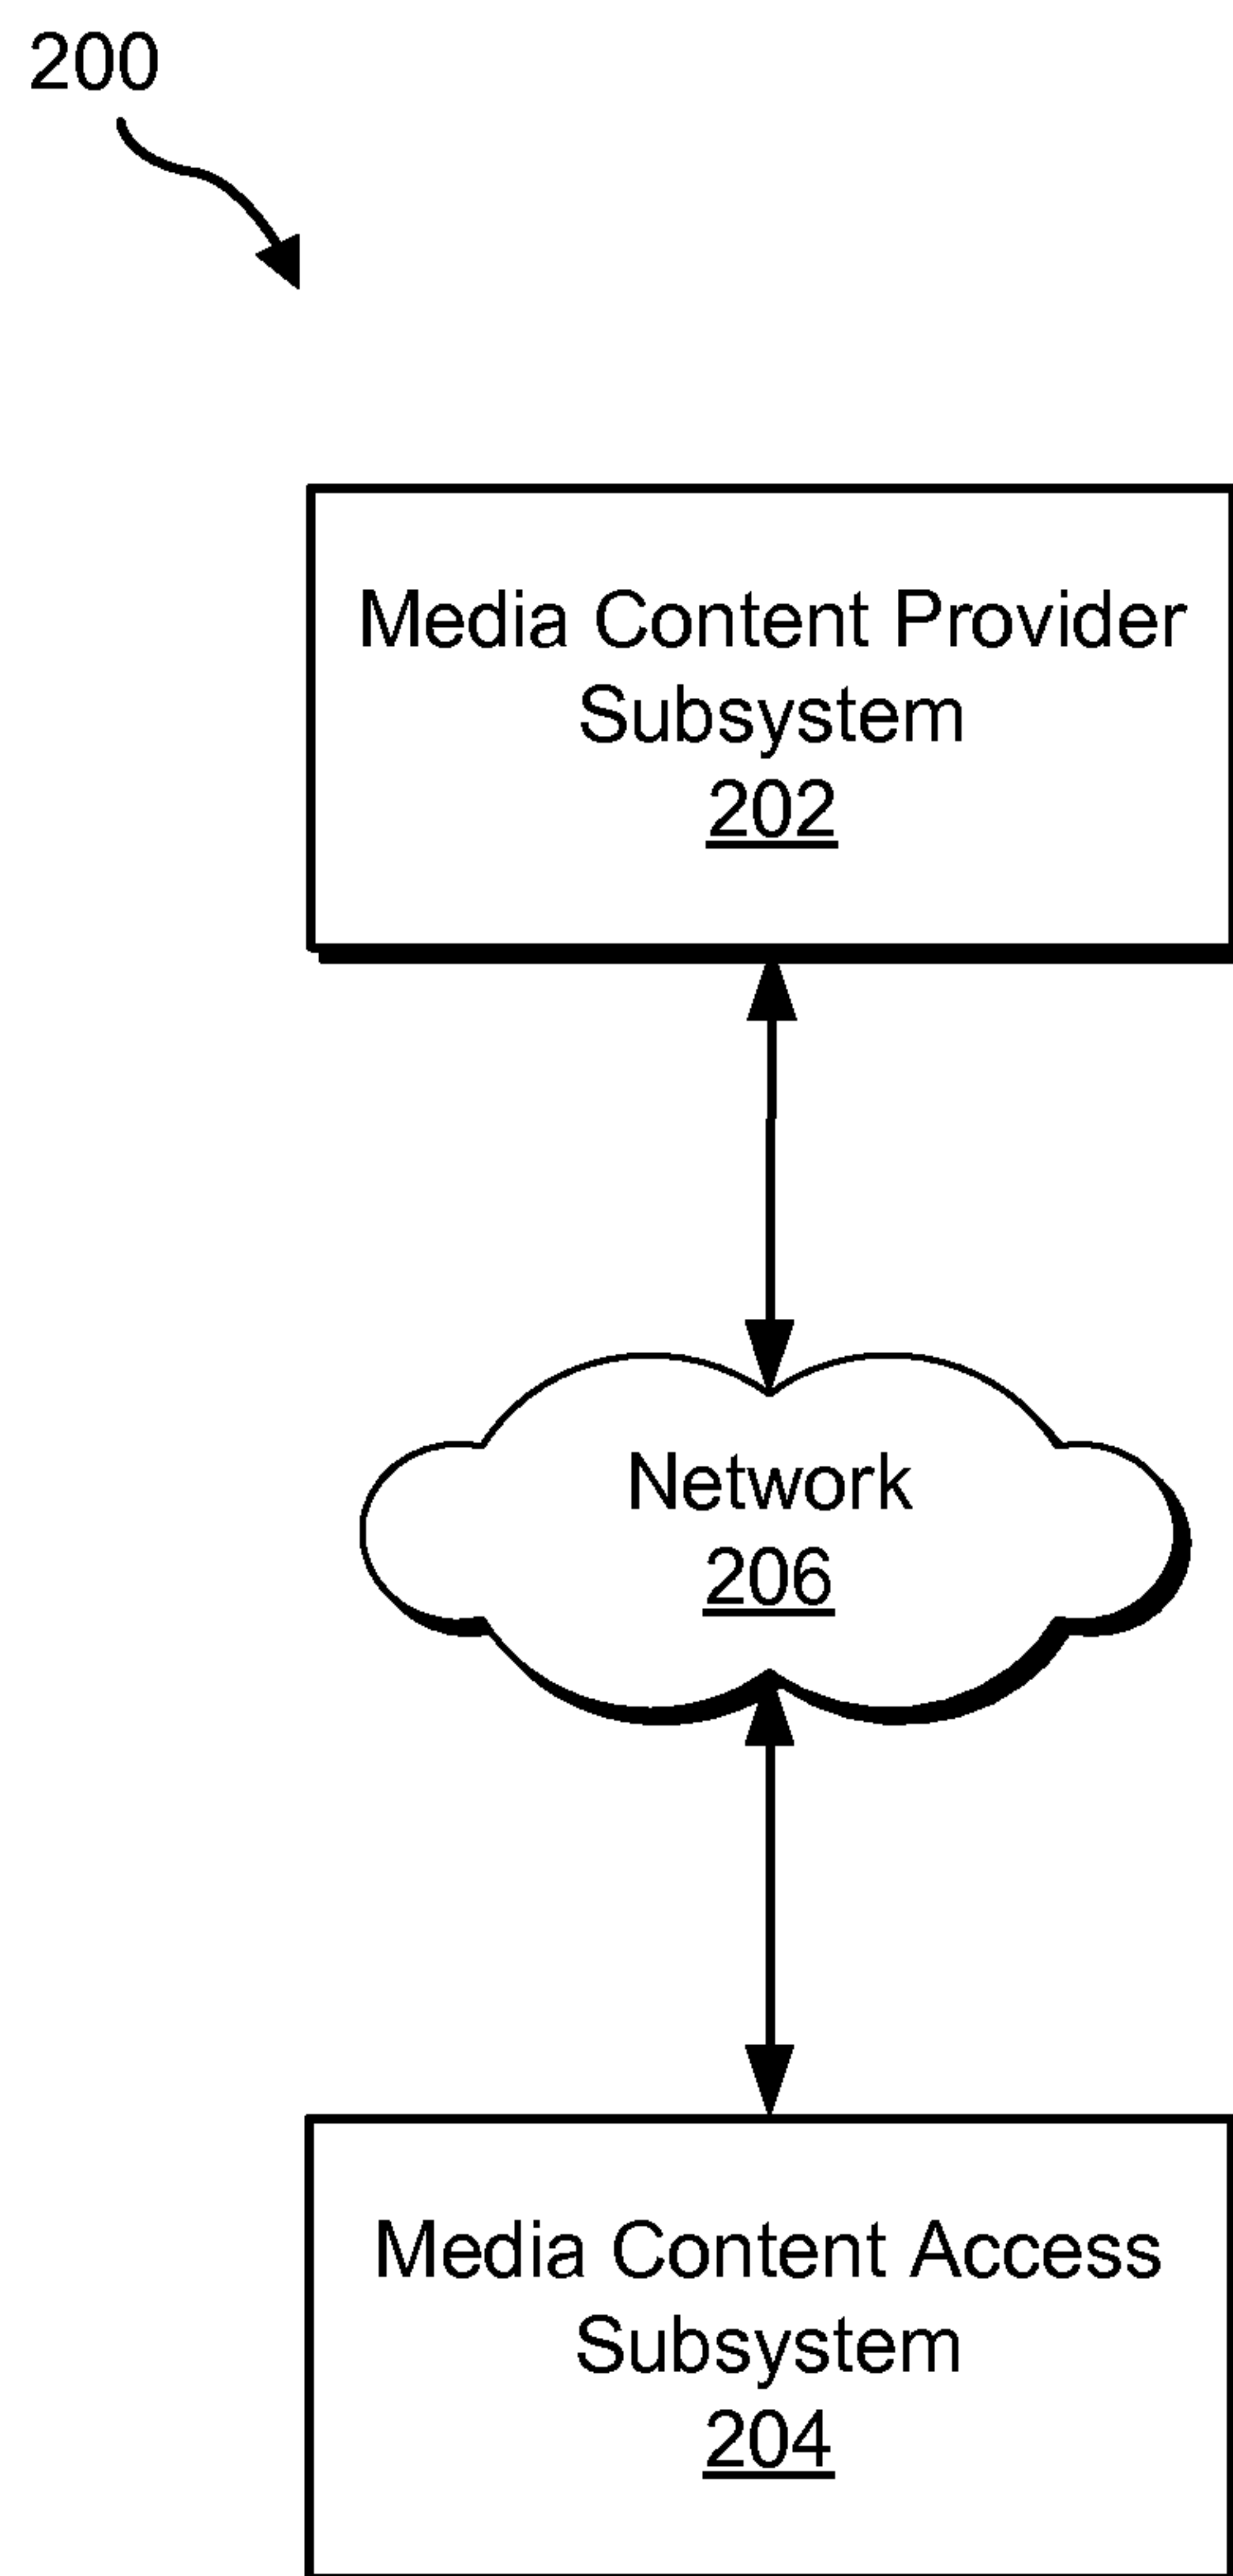 200
Media Content Provider
Subsystem
202
Network
206
Media Content Access
Subsystem
204